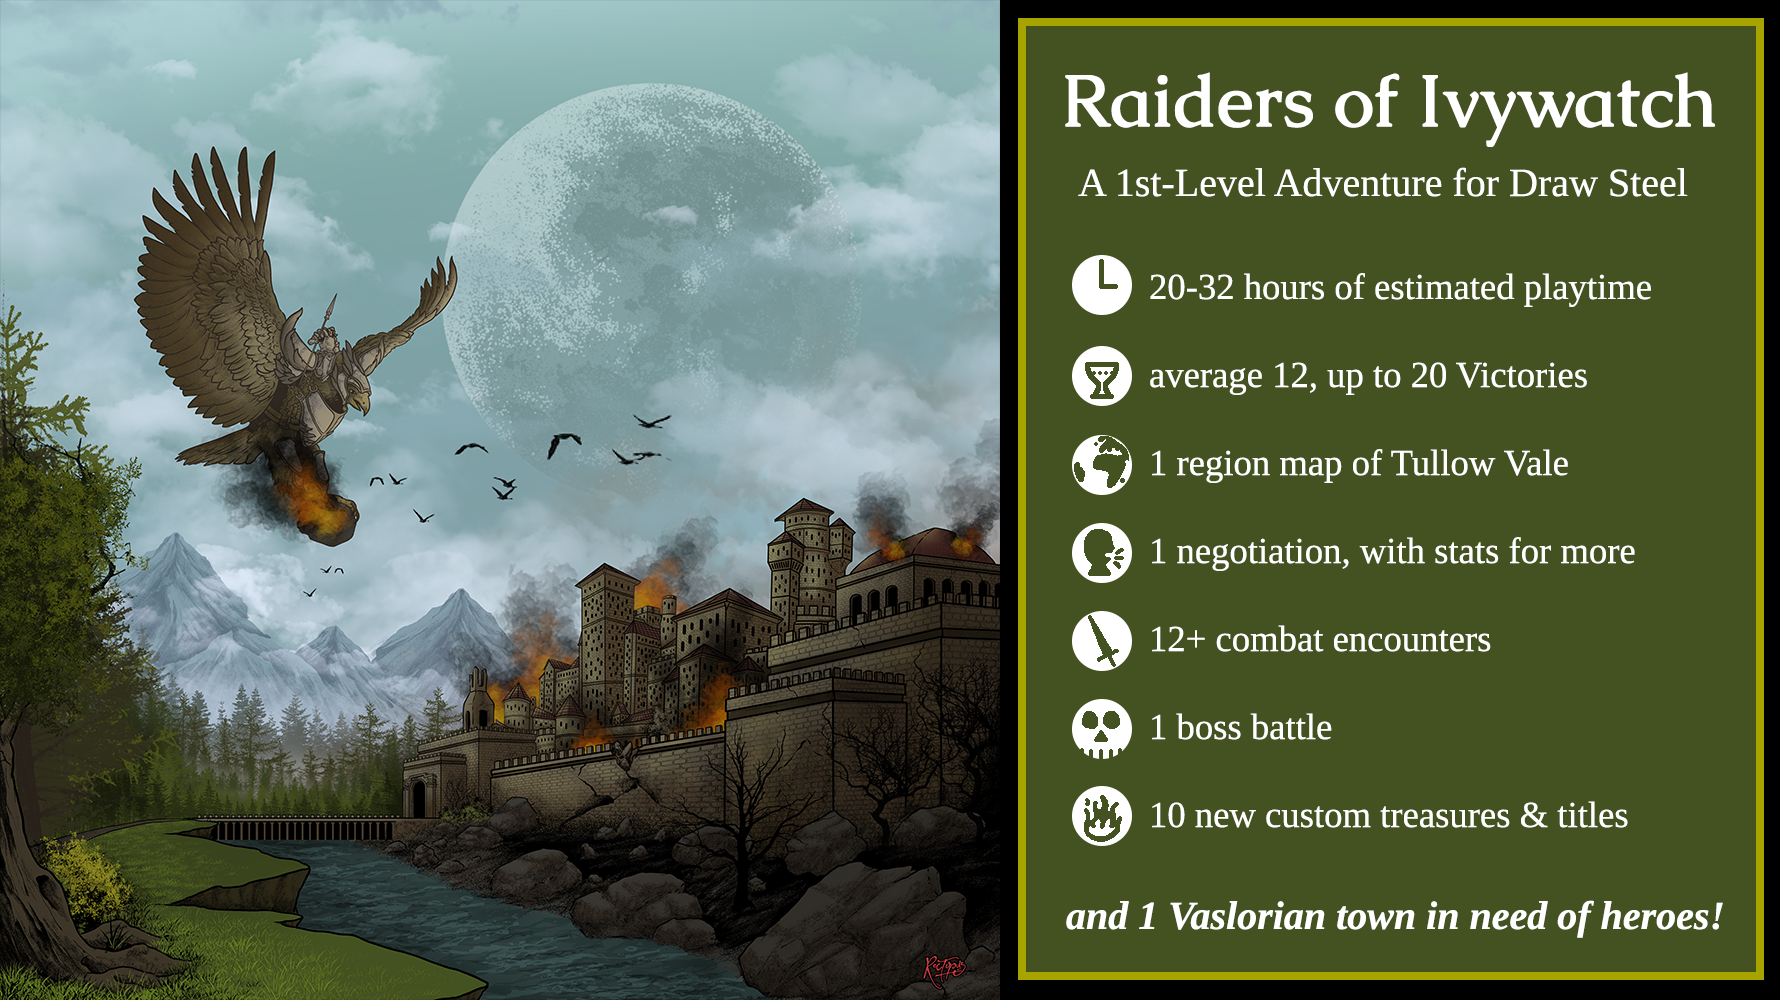 Raiders of Ivywatch
A 1st-Level Adventure for Draw Steel
20-32 hours of estimated playtime
average 12, up to 20 Victories
1 region map of Tullow Vale
1 negotiation, with stats for more
12+ combat encounters
1 boss battle
10 new custom treasures & titles
and 1 Vaslorian town in need of heroes!